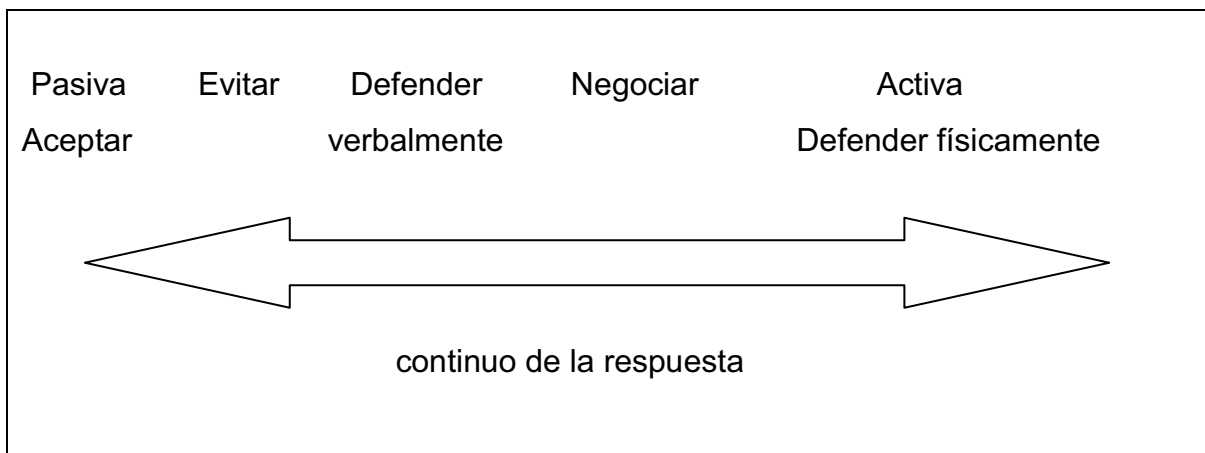 Pasiva Evitar Defender Negociar Activa
Aceptar verbalmente Defender físicamente
continuo de la respuesta